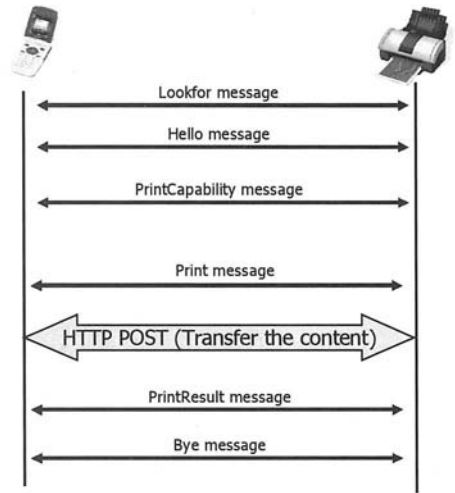 Lookfor message
Hello message
PrintCapability message
Print message
HTTP POST (Transfer the content)
PrintResult message
Bye message